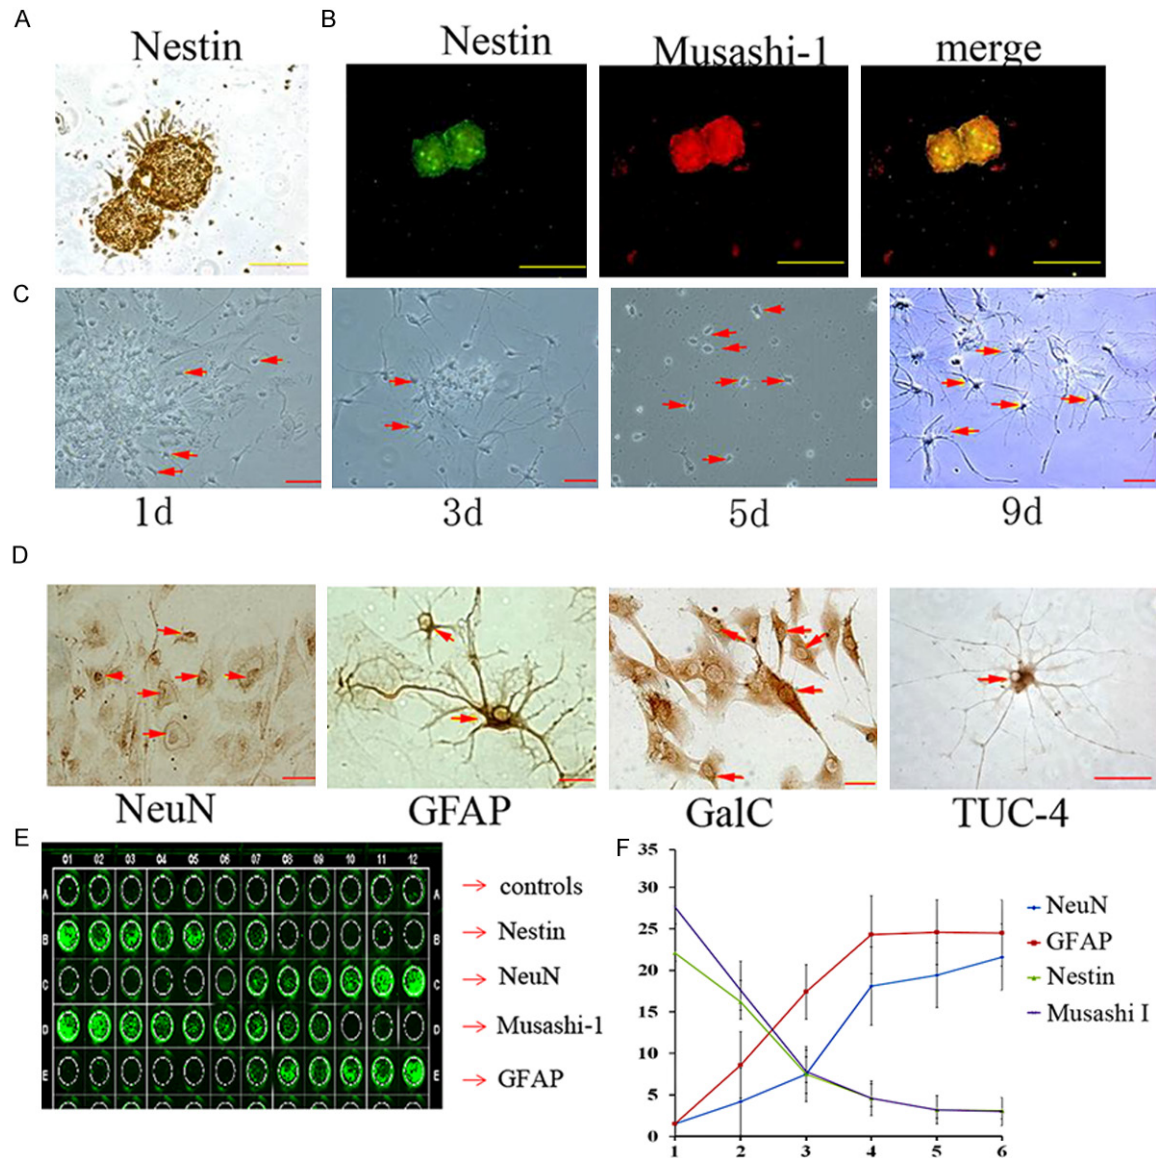 A
B
Nestin
Nestin
Musashi-1
merge
C
1d
3d
5d
9d
D
NeuN
GFAP
GalC
TUC-4
E
01 02 03 04 05 06 07 08 09 10 11 12
A
A
controls
B
B
Nestin
C
C
NeuN
D
D
Musashi-1
E
E
GFAP
F
35
30
25
20
15
10
5
0
1 2 3 4 5 6
NeuN
GFAP
Nestin
Musashi I